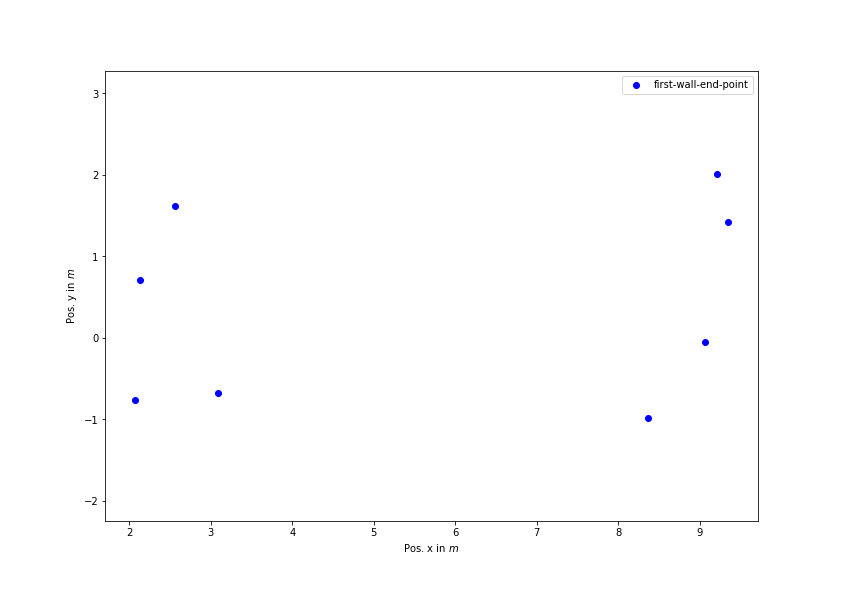 first-wall-end-point
3
2
1
0
−1
−2
Pos. y in m
2 3 4 5 6 7 8 9
Pos. x in m